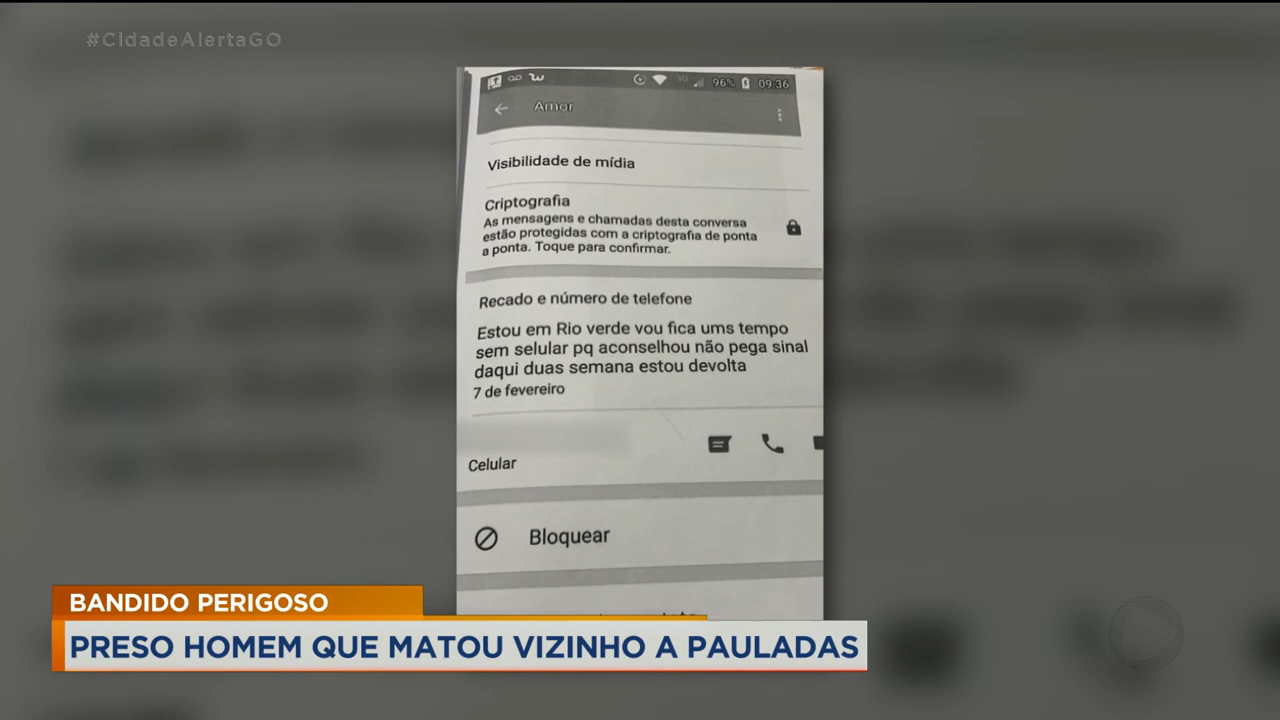 #CidadeAlertaGO
96%
09:36
Amor
Visibilidade de mídia
Criptografia
As mensagens e chamadas desta conversa
estão protegidas com a criptografia de ponta
a ponta. Toque para confirmar.
Recado e número de telefone
Estou em Rio verde vou fica ums tempo
sem selular pq aconselhou não pega sinal
daqui duas semana estou devolta
7 de fevereiro
Celular
Bloquear
BANDIDO PERIGOSO
PRESO HOMEM QUE MATOU VIZINHO A PAULADAS